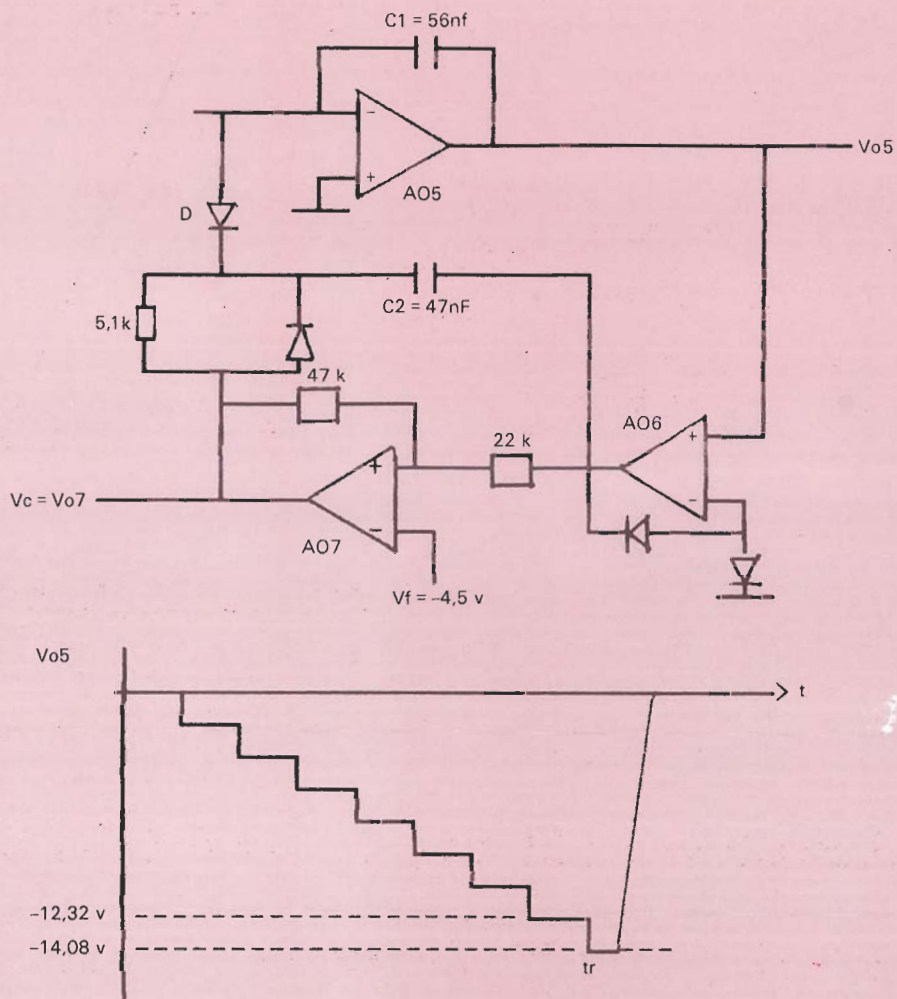 C1 = 56nf
-
+
AO5
Vo5
D
C2 = 47nF
5,1k
47 k
AO6
+
-
22 k
+
-
Vc = Vo7
AO7
Vf = -4,5 v
Vo5
t
-12,32 v
-14,08 v
tr